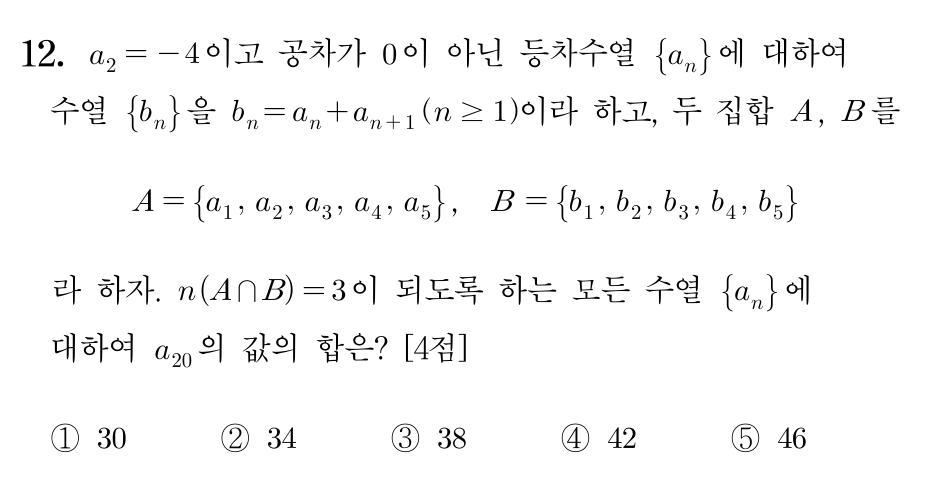 12. a₂ = −4이고 공차가 0이 아닌 등차수열 {aₙ}에 대하여
수열 {bₙ}을 bₙ = aₙ + aₙ₊₁ (n ≥ 1)이라 하고, 두 집합 A, B를
A = {a₁, a₂, a₃, a₄, a₅}, B = {b₁, b₂, b₃, b₄, b₅}
라 하자. n(A∩B) = 3이 되도록 하는 모든 수열 {aₙ}에
대하여 a₂₀의 값의 합은? [4점]
① 30 ② 34 ③ 38 ④ 42 ⑤ 46